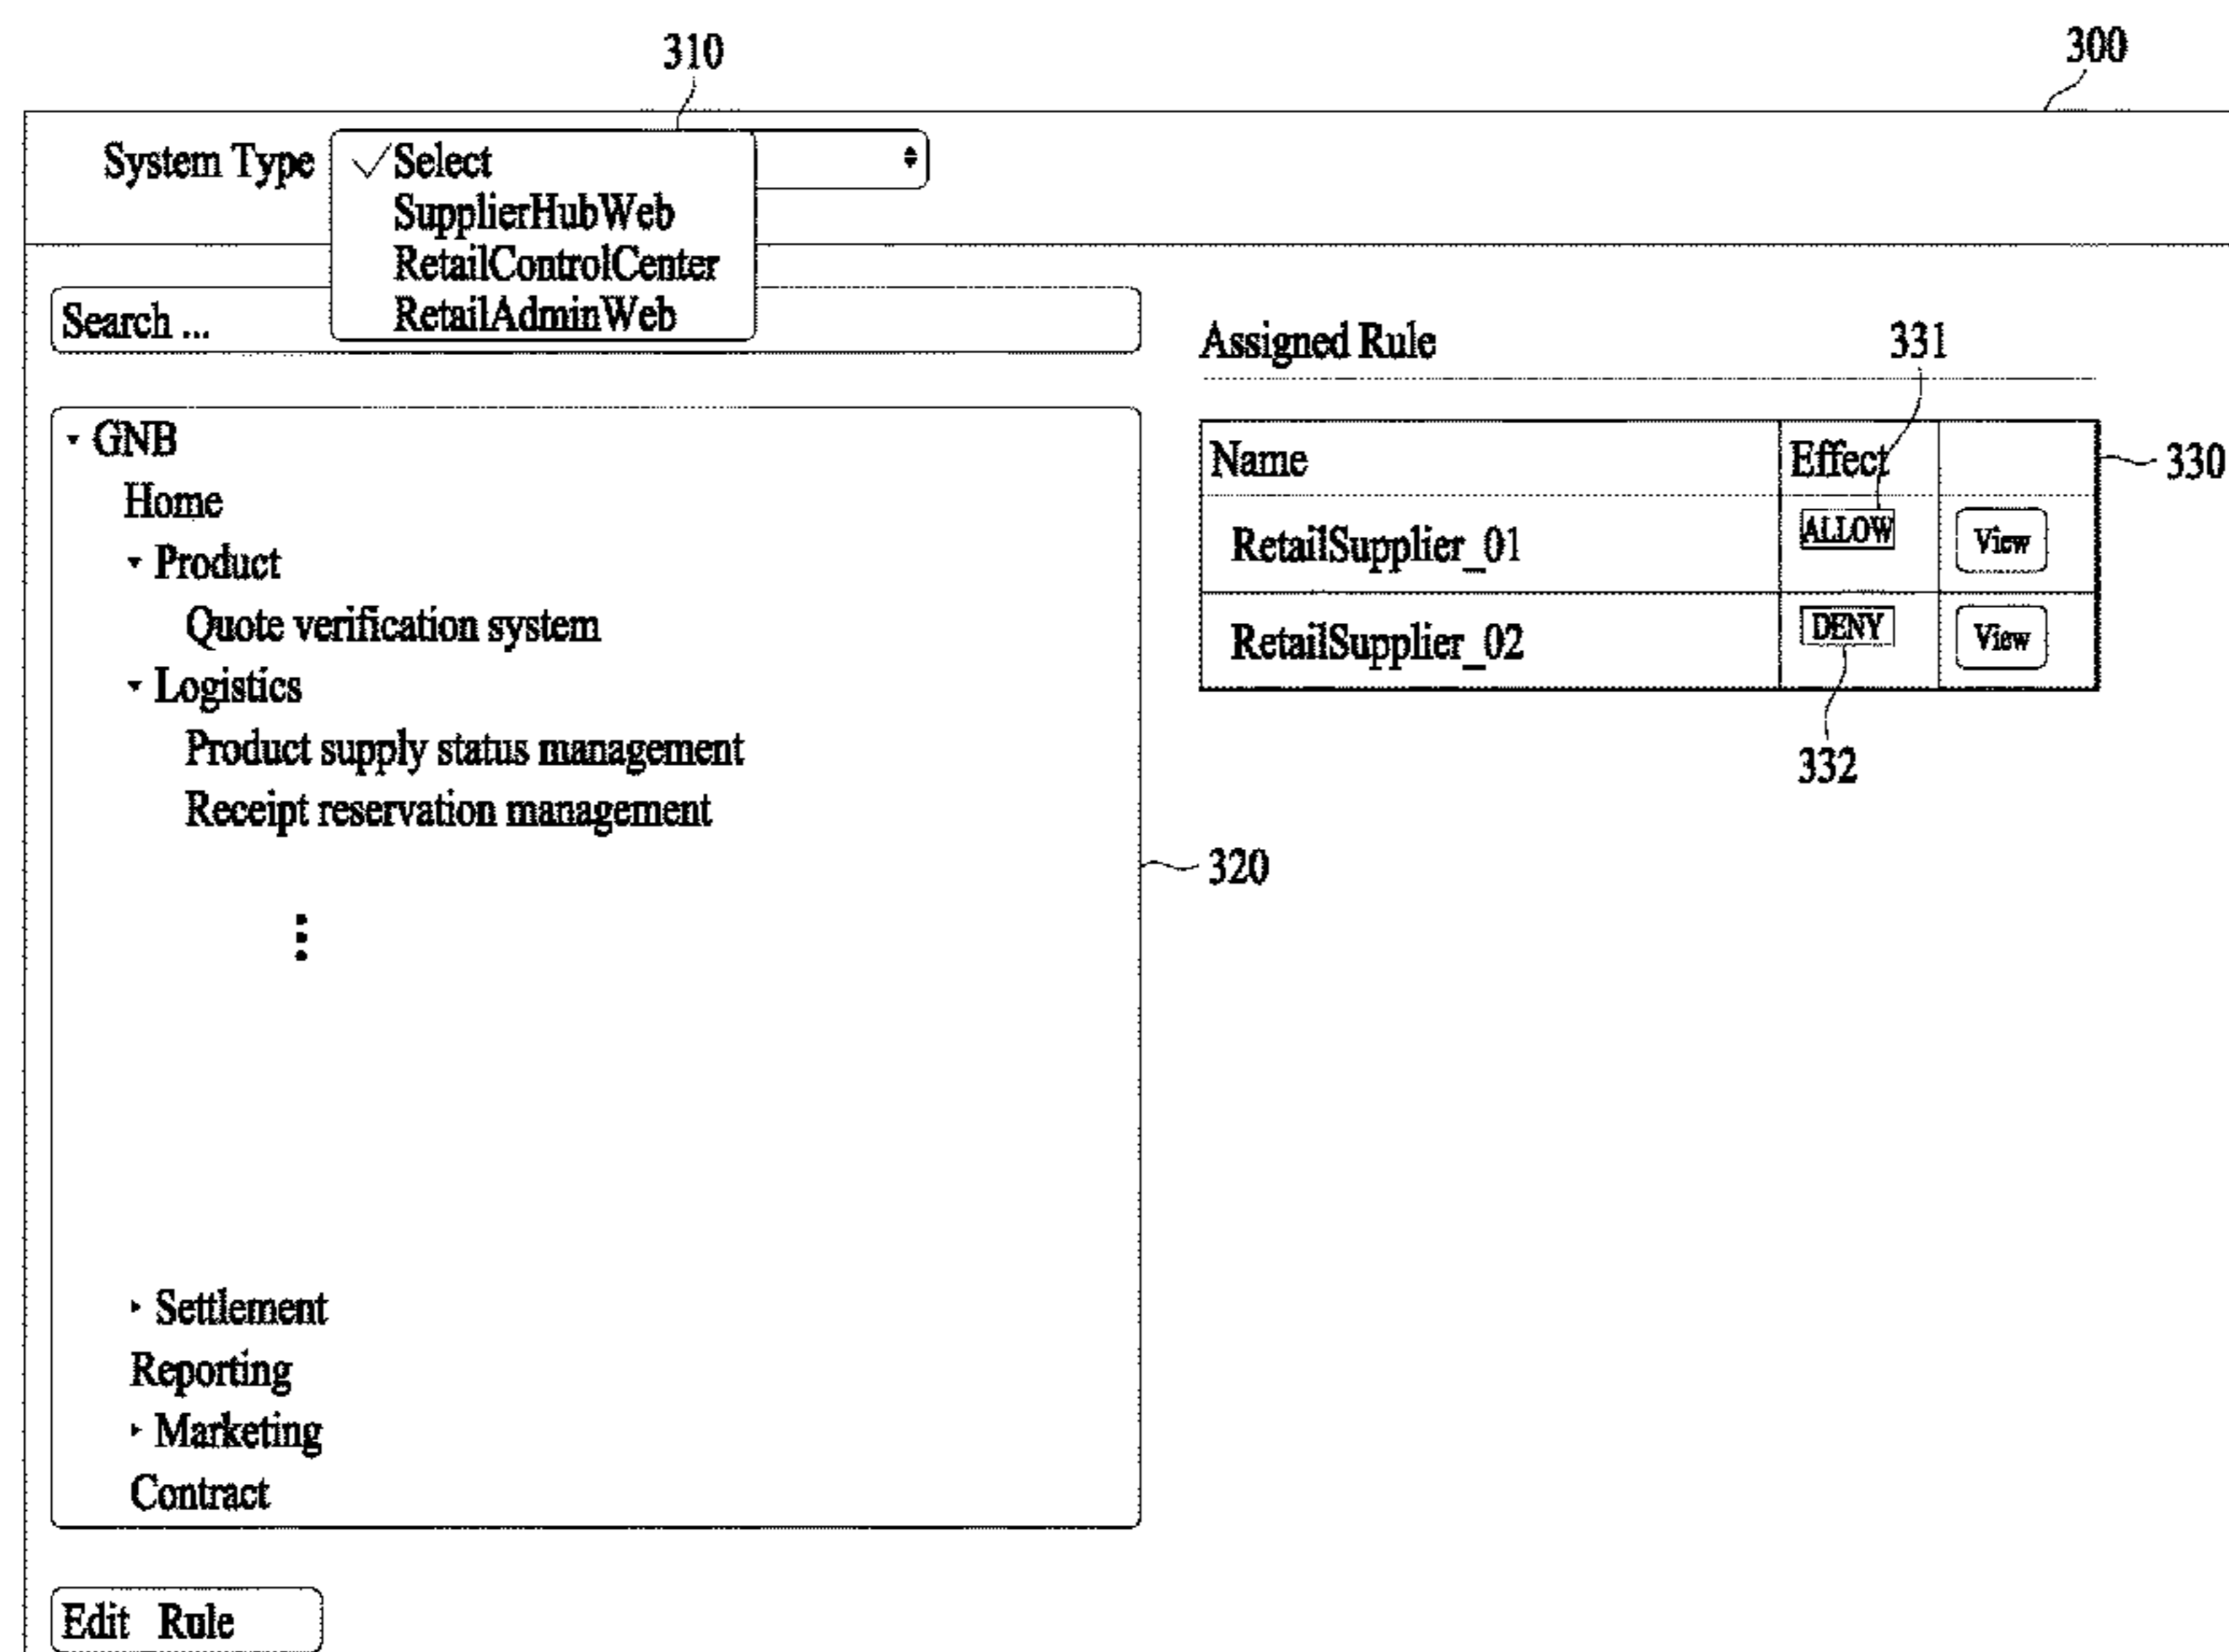 310
300
System Type
Select
SupplierHubWeb
RetailControlCenter
RetailAdminWeb
Search ...
GNB
Home
Product
Quote verification system
Logistics
Product supply status management
Receipt reservation management
Settlement
Reporting
Marketing
Contract
320
Edit Rule
Assigned Rule
331
Name Effect
330
RetailSupplier_01 ALLOW View
RetailSupplier_02 DENY View
332